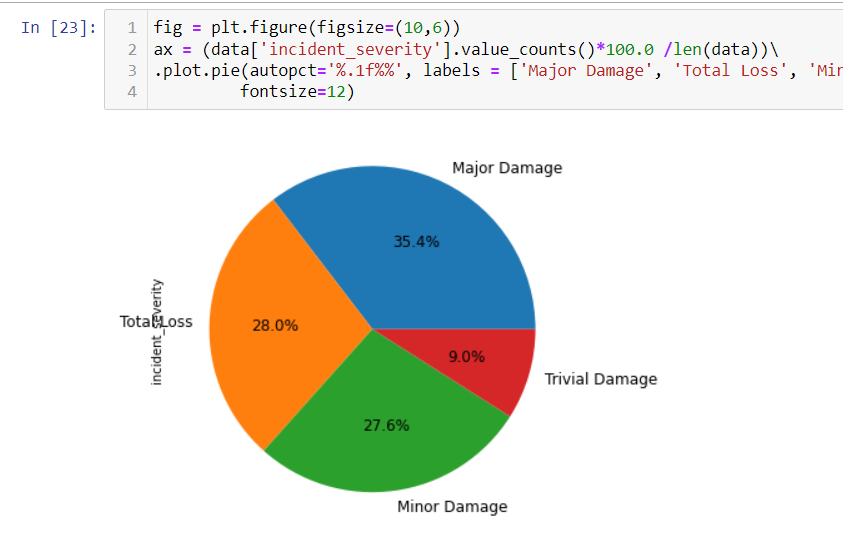 In [23]:
1 fig = plt.figure(figsize=(10,6))
2 ax = (data['incident_severity'].value_counts()*100.0 /len(data))\
3 .plot.pie(autopct='%.1f%%', labels = ['Major Damage', 'Total Loss', 'Min
4 fontsize=12)
Major Damage
35.4%
incident_severity
Total Loss
28.0%
9.0%
Trivial Damage
27.6%
Minor Damage